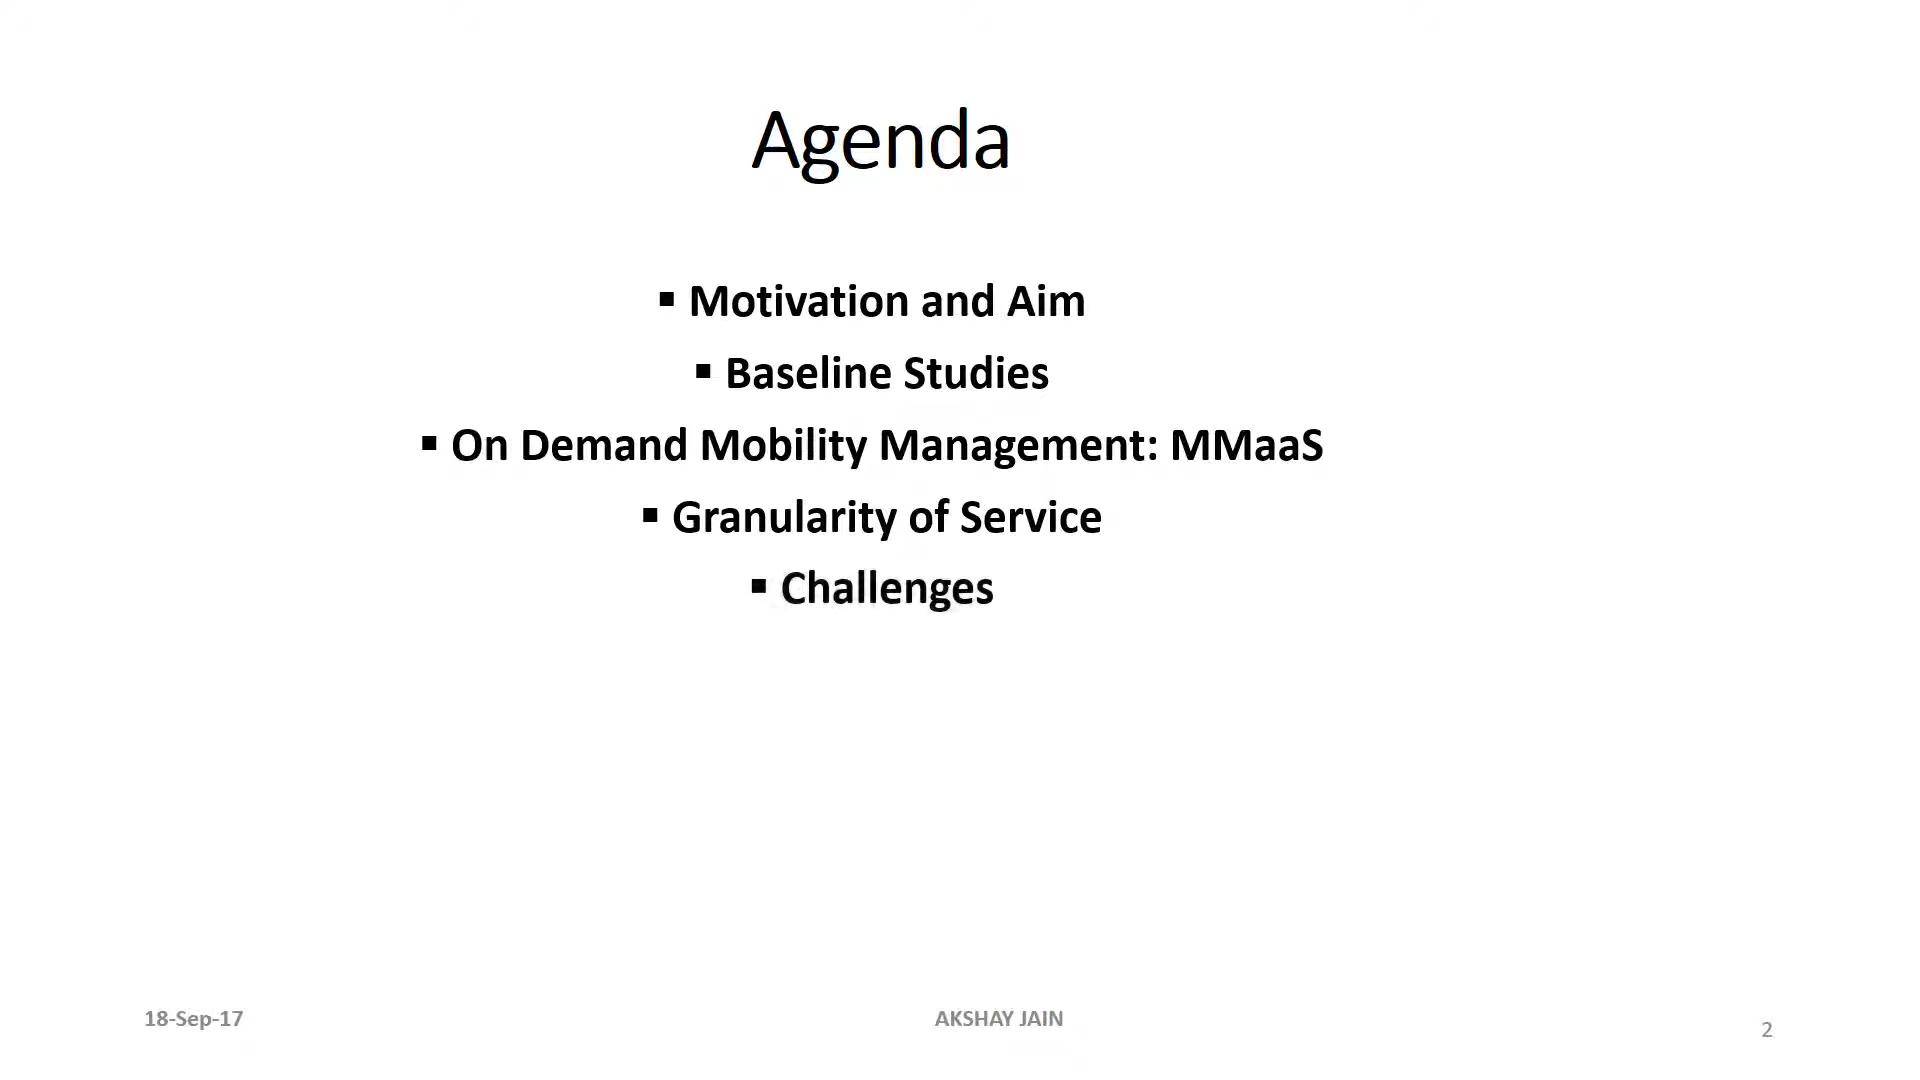 Agenda
▪ Motivation and Aim
▪ Baseline Studies
▪ On Demand Mobility Management: MMaaS
▪ Granularity of Service
▪ Challenges
18-Sep-17
AKSHAY JAIN
2